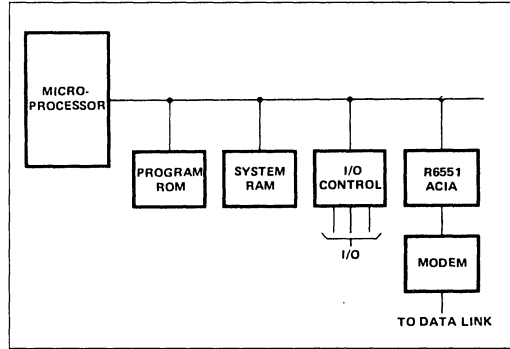 MICRO-
PROCESSOR
PROGRAM
ROM
SYSTEM
RAM
I/O
CONTROL
R6551
ACIA
I/O
MODEM
TO DATA LINK